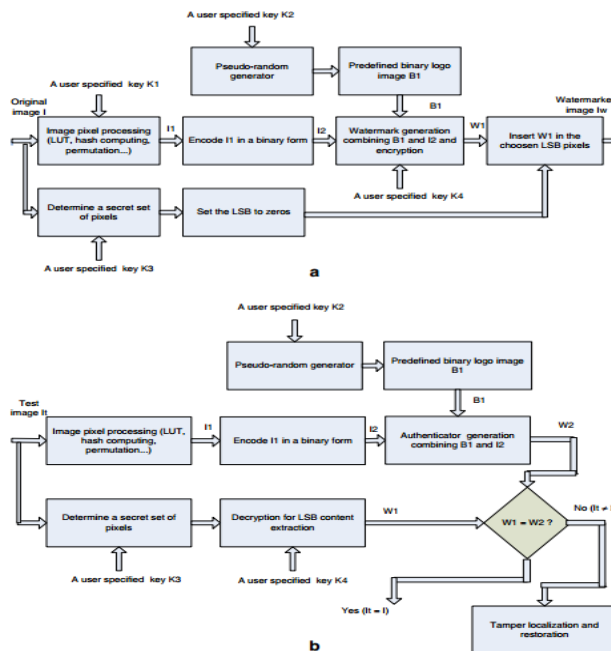 A user specified key K2
Pseudo-random
generator
Predefined binary logo
image B1
A user specified key K1
Original
image I
B1
Watermarked
image Iw
Image pixel processing
(LUT, hash computing,
permutation...)
I1
Encode I1 in a binary form
I2
Watermark generation
combining B1 and I2 and
encryption
W1
Insert W1 in the
choosen LSB pixels
A user specified key K4
Determine a secret set
of pixels
Set the LSB to zeros
A user specified key K3
a
A user specified key K2
Pseudo-random generator
Predefined binary logo image
B1
Test
image It
B1
Image pixel processing (LUT,
hash computing,
permutation...)
I1
Encode I1 in a binary form
I2
Authenticator generation
combining B1 and I2
W2
Determine a secret set of
pixels
Decryption for LSB content
extraction
W1
W1 = W2 ?
No (It ≠
A user specified key K3
A user specified key K4
Yes (It = I)
Tamper localization and
restoration
b